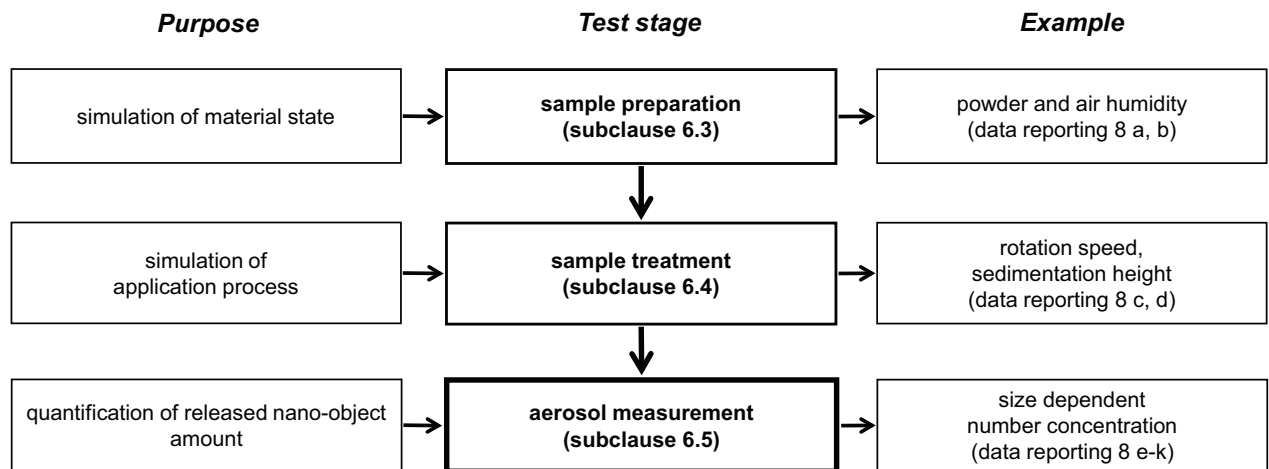 Purpose
Test stage
Example
simulation of material state
sample preparation
(subclause 6.3)
powder and air humidity
(data reporting 8 a, b)
simulation of
application process
sample treatment
(subclause 6.4)
rotation speed,
sedimentation height
(data reporting 8 c, d)
quantification of released nano-object
amount
aerosol measurement
(subclause 6.5)
size dependent
number concentration
(data reporting 8 e-k)